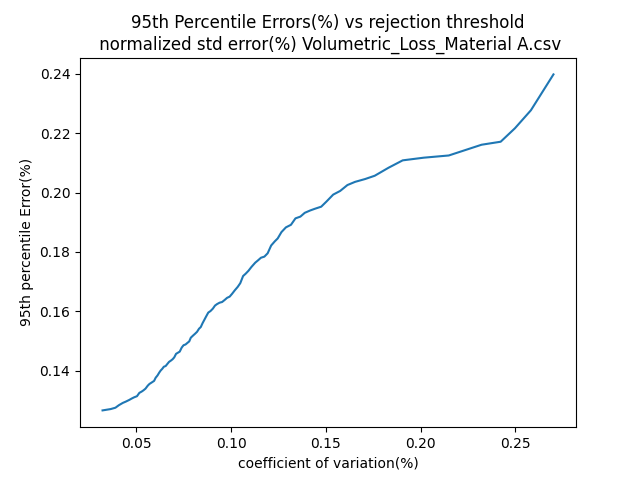 95th Percentile Errors(%) vs rejection threshold
normalized std error(%) Volumetric_Loss_Material A.csv
0.24
0.22
0.20
0.18
0.16
0.14
95th percentile Error(%)
0.05 0.10 0.15 0.20 0.25
coefficient of variation(%)